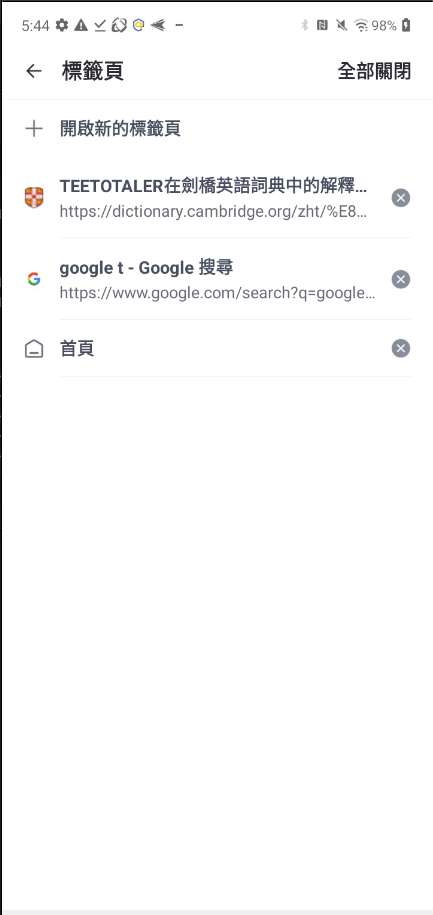 5:44 98%
標籤頁 全部關閉
開啟新的標籤頁
TEETOTALER在劍橋英語詞典中的解釋...
https://dictionary.cambridge.org/zht/%E8...
google t - Google 搜尋
https://www.google.com/search?q=google...
首頁